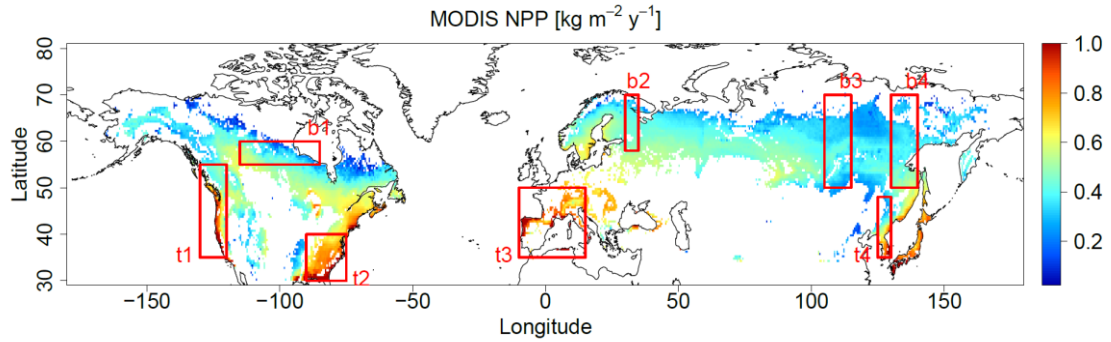 MODIS NPP [kg m⁻² y⁻¹]
Latitude
80
70
60
50
40
30
b1
b2
b3
b4
t1
t2
t3
t4
1.0
0.8
0.6
0.4
0.2
−150
−100
−50
0
50
100
150
Longitude